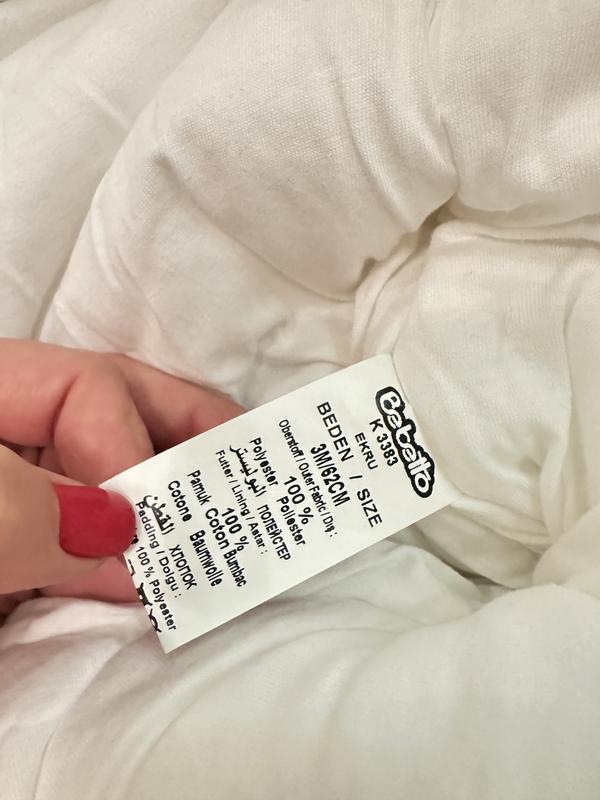 Bebetto
K 3383
EKRU
BEDEN / SIZE
3M/62CM
Oberstoff / Outer Fabric / Dış :
100 % Poliester
Polyester البوليستر ПОЛИЕСТЕР
Futter / Lining / Astar :
100 %
Pamuk Coton Bumbac
Cotone Baumwolle
القطن ХЛОПОК
Padding / Dolgu :
100 % Polyester